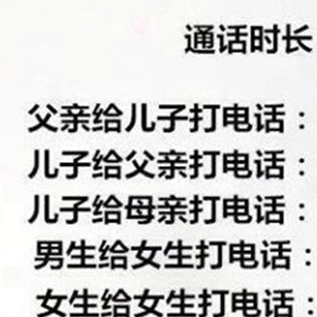 通话时长
父亲给儿子打电话：
儿子给父亲打电话：
儿子给母亲打电话：
男生给女生打电话：
女生给女生打电话：